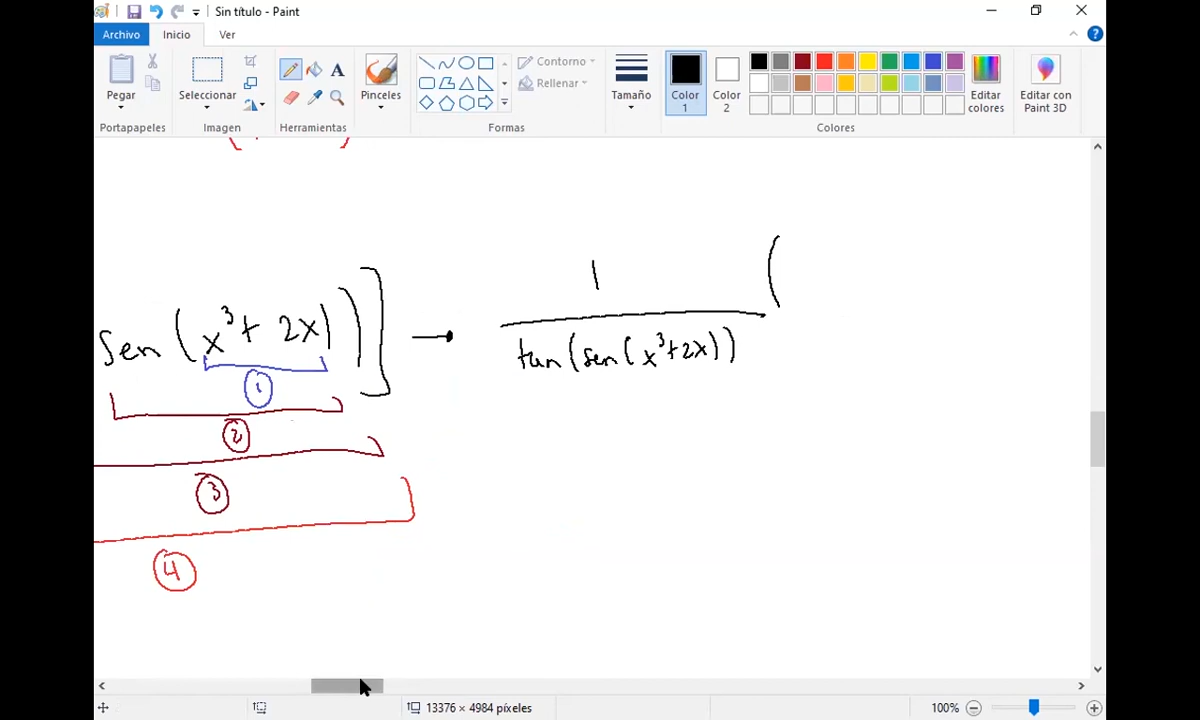 Sin título - Paint
Archivo Inicio Ver
Pegar Seleccionar A Pinceles Contorno Rellenar Tamaño Color 1 Color 2 Editar colores Editar con Paint 3D
Portapapeles Imagen Herramientas Formas Colores
1 (
sen (x³ + 2x))] → tan(sen(x³+2x))
1
2
3
4
13376 × 4984 píxeles 100%